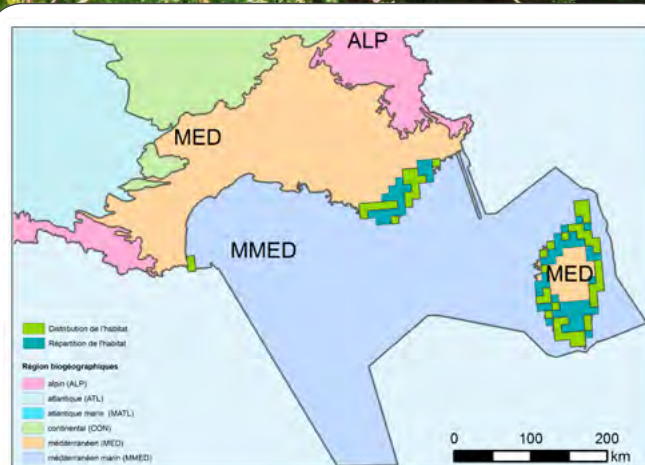 ALP
MED
MMED
MED
Distribution de l'habitat
Répartition de l'habitat
Région biogéographiques
alpin (ALP)
atlantique (ATL)
atlantique marin (MATL)
continental (CON)
méditerranéen (MED)
méditerranéen marin (MMED)
0 100 200
km